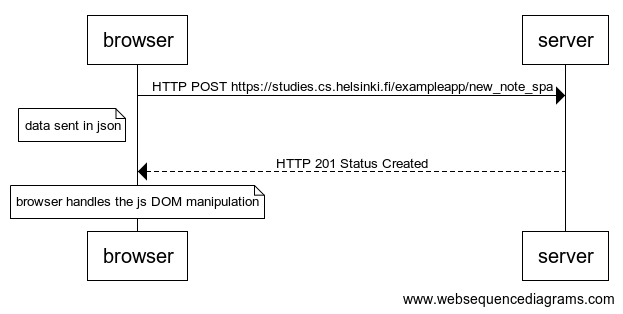 browser
server
HTTP POST https://studies.cs.helsinki.fi/exampleapp/new_note_spa
data sent in json
HTTP 201 Status Created
browser handles the js DOM manipulation
browser
server
www.websequencediagrams.com